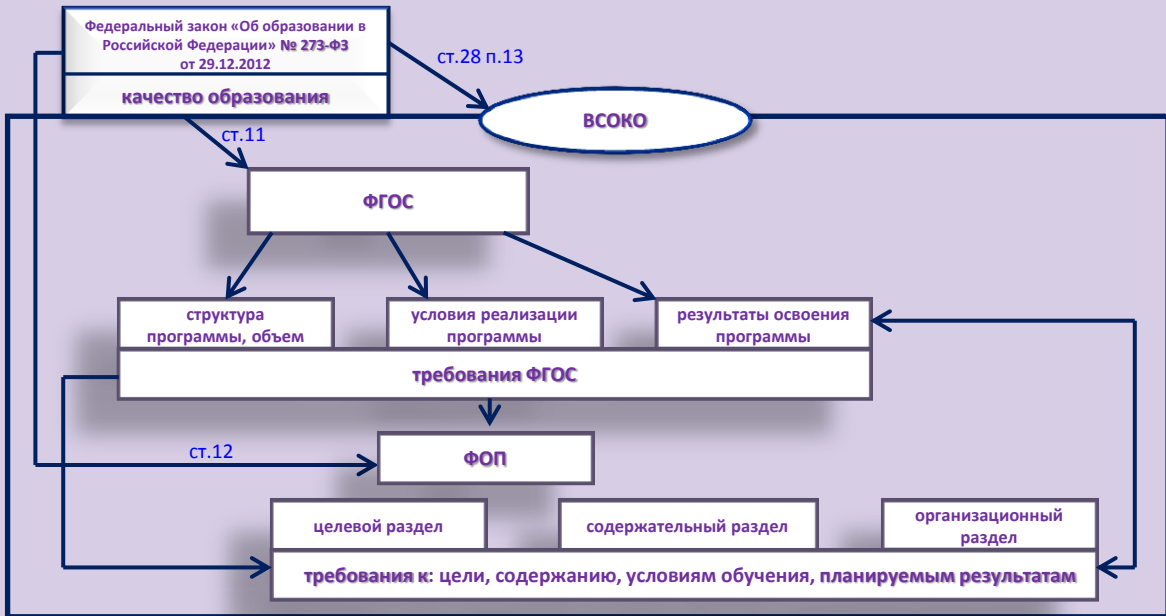 Федеральный закон «Об образовании в
Российской Федерации» № 273-ФЗ
от 29.12.2012
качество образования
ст.28 п.13
ВСОКО
ст.11
ФГОС
структура
программы, объем
условия реализации
программы
результаты освоения
программы
требования ФГОС
ст.12
ФОП
целевой раздел
содержательный раздел
организационный
раздел
требования к: цели, содержанию, условиям обучения, планируемым результатам